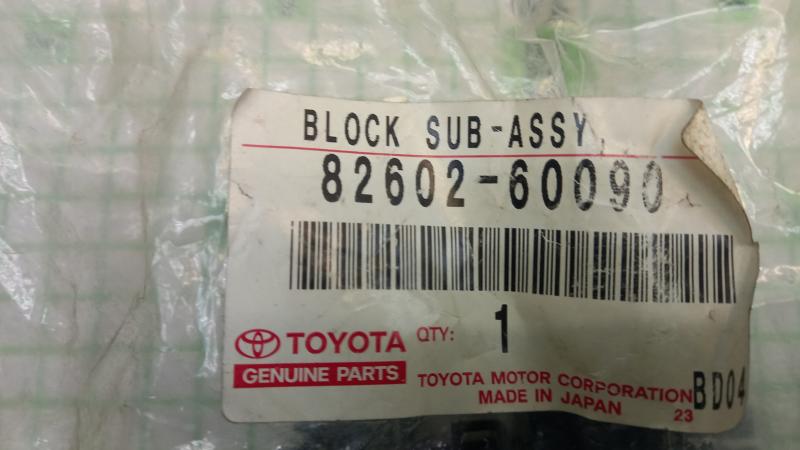 BLOCK SUB-ASSY
82602-60090
TOYOTA QTY: 1
GENUINE PARTS
TOYOTA MOTOR CORPORATION BD04
MADE IN JAPAN 23